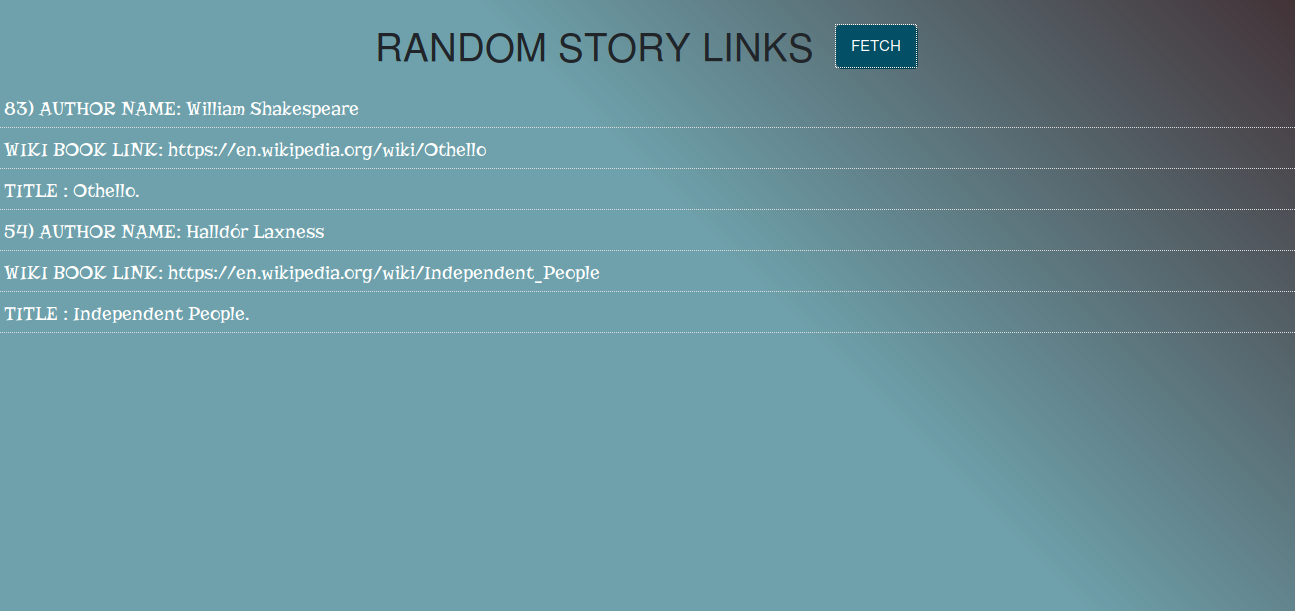 RANDOM STORY LINKS FETCH
83) AUTHOR NAME: William Shakespeare
WIKI BOOK LINK: https://en.wikipedia.org/wiki/Othello
TITLE : Othello.
54) AUTHOR NAME: Halldór Laxness
WIKI BOOK LINK: https://en.wikipedia.org/wiki/Independent_People
TITLE : Independent People.